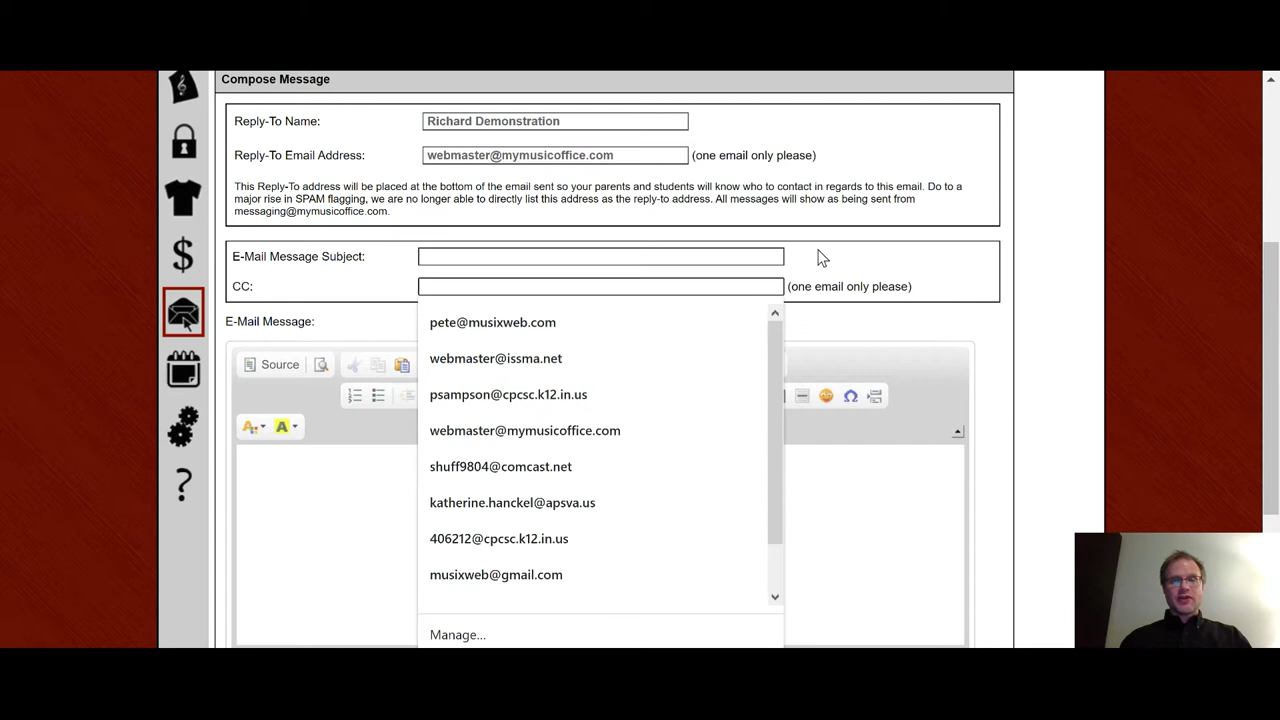 Compose Message
Reply-To Name:
Richard Demonstration
Reply-To Email Address:
webmaster@mymusicoffice.com
(one email only please)
This Reply-To address will be placed at the bottom of the email sent so your parents and students will know who to contact in regards to this email. Do to a
major rise in SPAM flagging, we are no longer able to directly list this address as the reply-to address. All messages will show as being sent from
messaging@mymusicoffice.com.
E-Mail Message Subject:
CC:
(one email only please)
E-Mail Message:
pete@musixweb.com
webmaster@issma.net
psampson@cpcsc.k12.in.us
webmaster@mymusicoffice.com
shuff9804@comcast.net
katherine.hanckel@apsva.us
406212@cpcsc.k12.in.us
musixweb@gmail.com
Manage...
Source